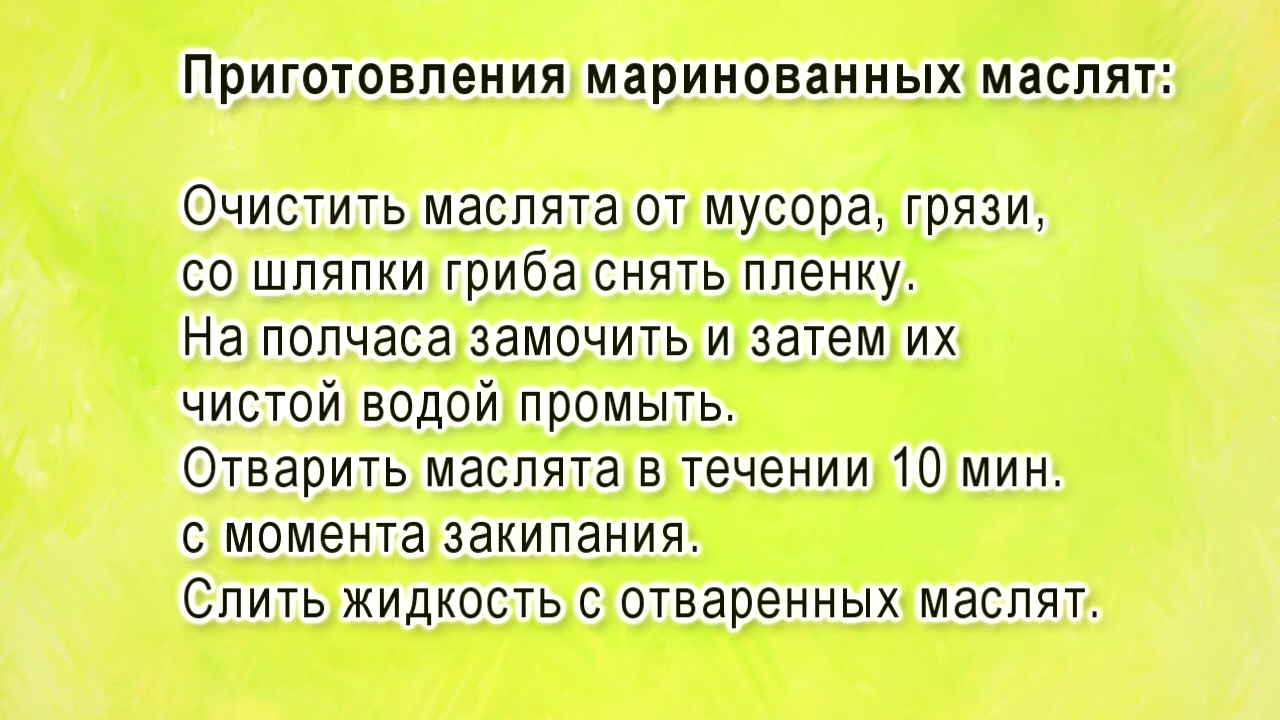 Приготовления маринованных маслят:
Очистить маслята от мусора, грязи,
со шляпки гриба снять пленку.
На полчаса замочить и затем их
чистой водой промыть.
Отварить маслята в течении 10 мин.
с момента закипания.
Слить жидкость с отваренных маслят.